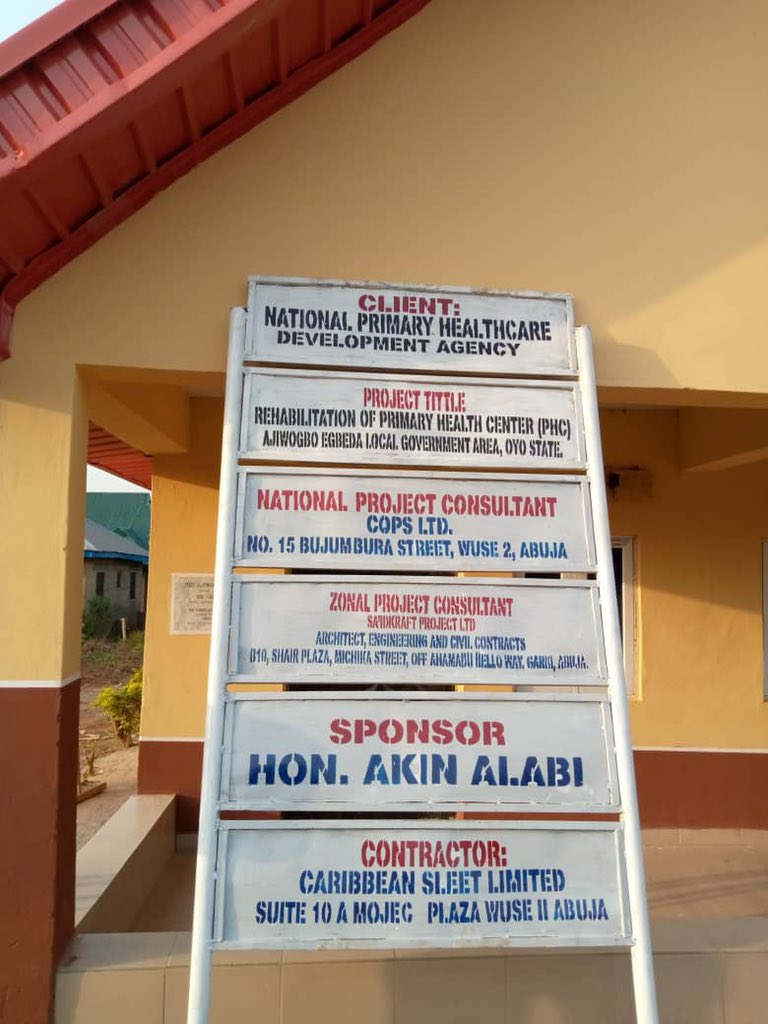 CLIENT:
NATIONAL PRIMARY HEALTHCARE
DEVELOPMENT AGENCY
PROJECT TITTLE
REHABILITATION OF PRIMARY HEALTH CENTER (PHC)
AJIWOGBO EGBEDA LOCAL GOVERNMENT AREA, OYO STATE.
NATIONAL PROJECT CONSULTANT
COPS LTD.
NO. 15 BUJUMBURA STREET, WUSE 2, ABUJA
ZONAL PROJECT CONSULTANT
SANDKRAFT PROJECT LTD
ARCHITECT, ENGINEERING AND CIVIL CONTRACTS
B10, SHAIR PLAZA, MICHIKA STREET, OFF AHAMADU BELLO WAY, GARKI, ABUJA.
SPONSOR
HON. AKIN ALABI
CONTRACTOR:
CARIBBEAN SLEET LIMITED
SUITE 10 A MOJEC PLAZA WUSE II ABUJA